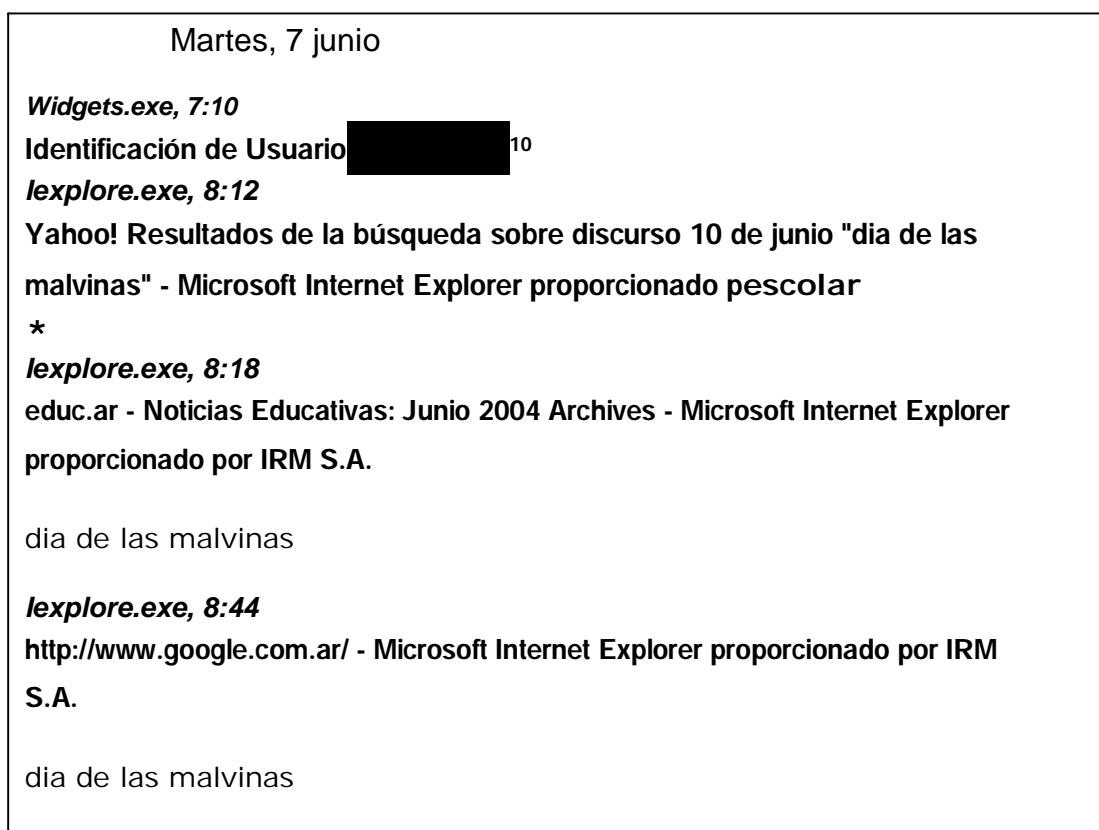 Martes, 7 junio
Widgets.exe, 7:10
Identificación de Usuario 10
Iexplore.exe, 8:12
Yahoo! Resultados de la búsqueda sobre discurso 10 de junio "dia de las
malvinas" - Microsoft Internet Explorer proporcionado pescolar
*
Iexplore.exe, 8:18
educ.ar - Noticias Educativas: Junio 2004 Archives - Microsoft Internet Explorer
proporcionado por IRM S.A.
dia de las malvinas
Iexplore.exe, 8:44
http://www.google.com.ar/ - Microsoft Internet Explorer proporcionado por IRM
S.A.
dia de las malvinas